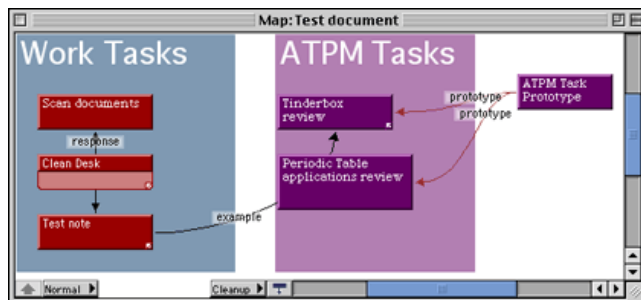 Map: Test document
Work Tasks
ATPM Tasks
Scan documents
response
Clean Desk
Test note
example
Tinderbox
review
Periodic Table
applications review
prototype
prototype
ATPM Task
Prototype
Normal
Cleanup